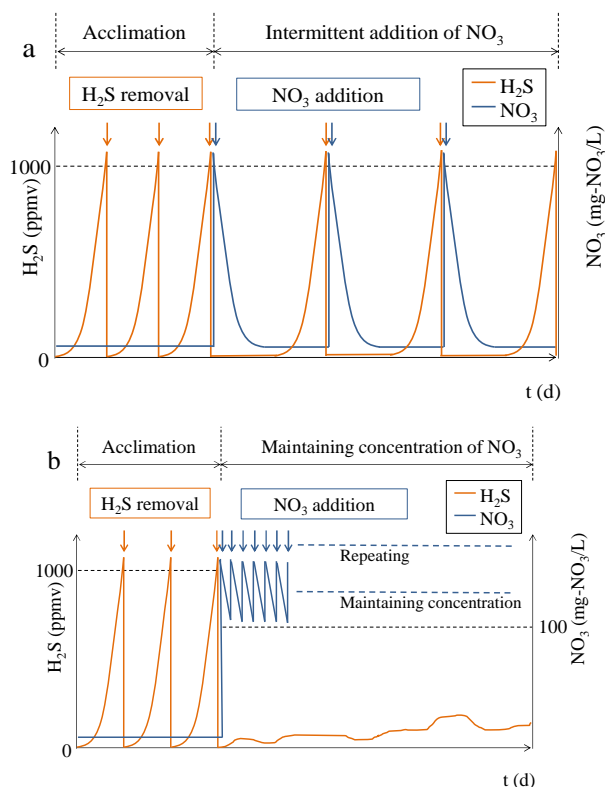 a
Acclimation
Intermittent addition of NO₃
H₂S removal
NO₃ addition
H₂S
NO₃
1000
0
H₂S (ppmv)
NO₃ (mg-NO₃/L)
t (d)
b
Acclimation
Maintaining concentration of NO₃
H₂S removal
NO₃ addition
H₂S
NO₃
Repeating
Maintaining concentration
1000
100
0
H₂S (ppmv)
NO₃ (mg-NO₃/L)
t (d)